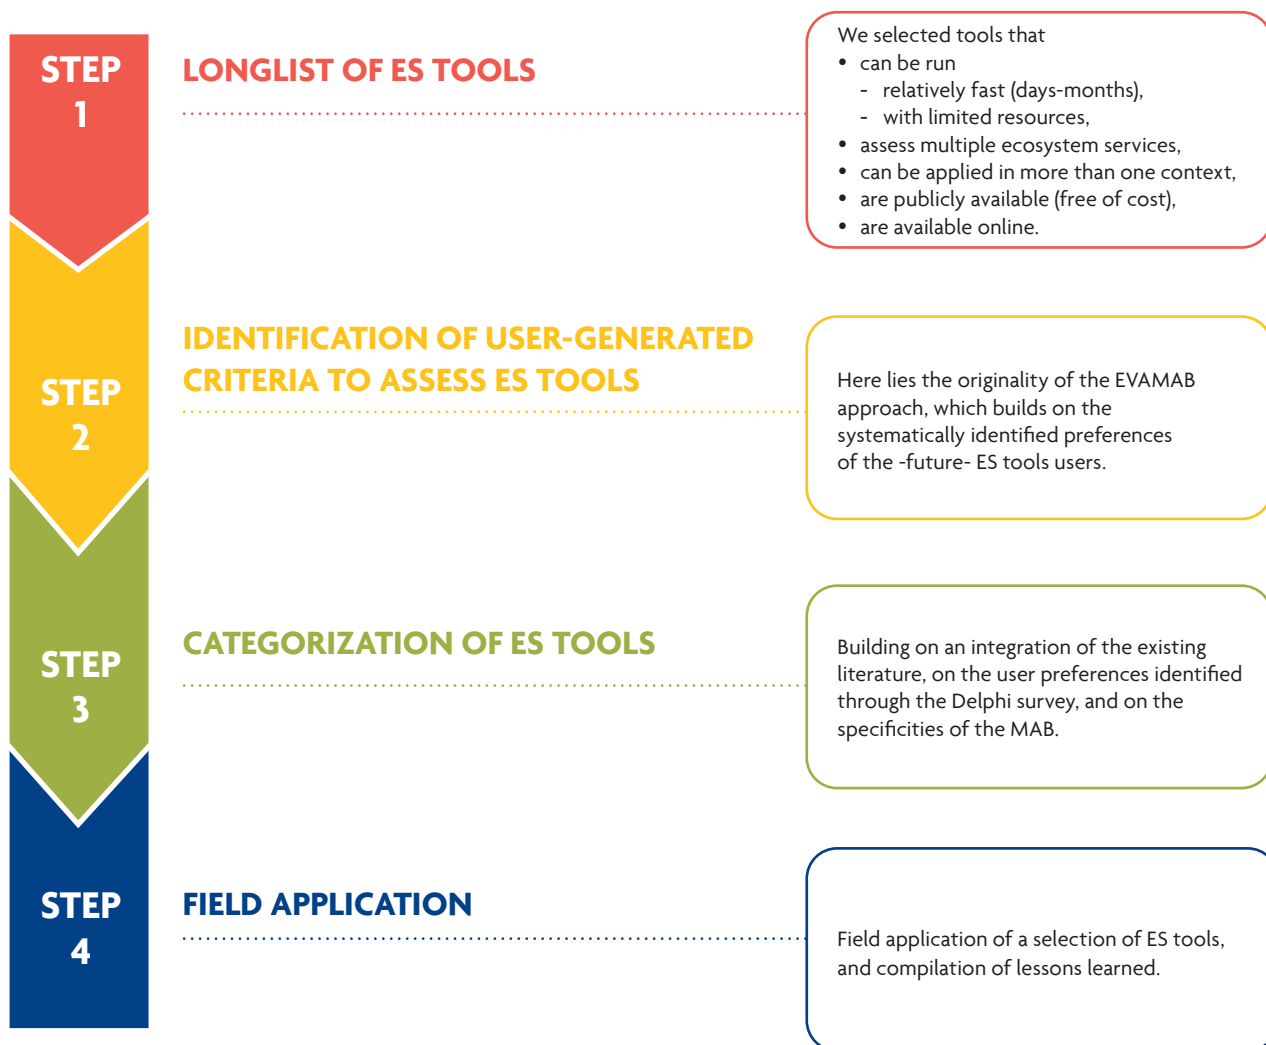 STEP
1
LONGLIST OF ES TOOLS
We selected tools that
• can be run
- relatively fast (days-months),
- with limited resources,
• assess multiple ecosystem services,
• can be applied in more than one context,
• are publicly available (free of cost),
• are available online.
STEP
2
IDENTIFICATION OF USER-GENERATED
CRITERIA TO ASSESS ES TOOLS
Here lies the originality of the EVAMAB
approach, which builds on the
systematically identified preferences
of the -future- ES tools users.
STEP
3
CATEGORIZATION OF ES TOOLS
Building on an integration of the existing
literature, on the user preferences identified
through the Delphi survey, and on the
specificities of the MAB.
STEP
4
FIELD APPLICATION
Field application of a selection of ES tools,
and compilation of lessons learned.